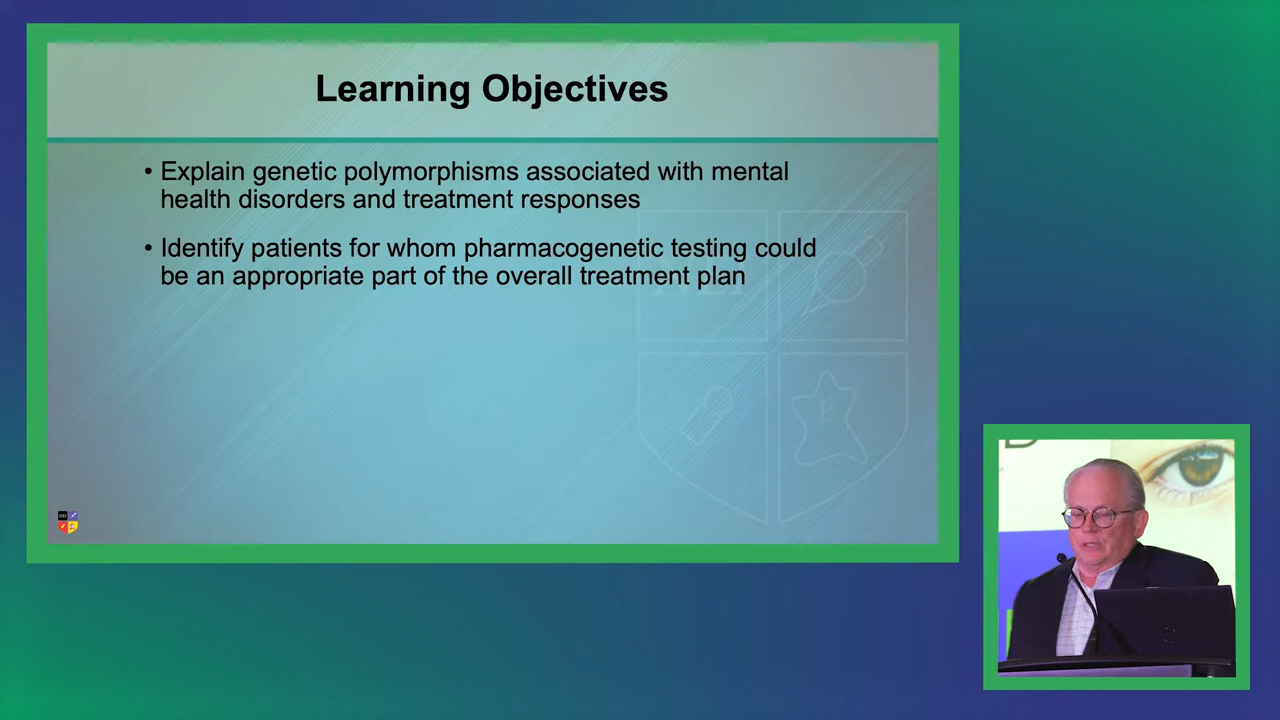 Learning Objectives
• Explain genetic polymorphisms associated with mental
health disorders and treatment responses
• Identify patients for whom pharmacogenetic testing could
be an appropriate part of the overall treatment plan